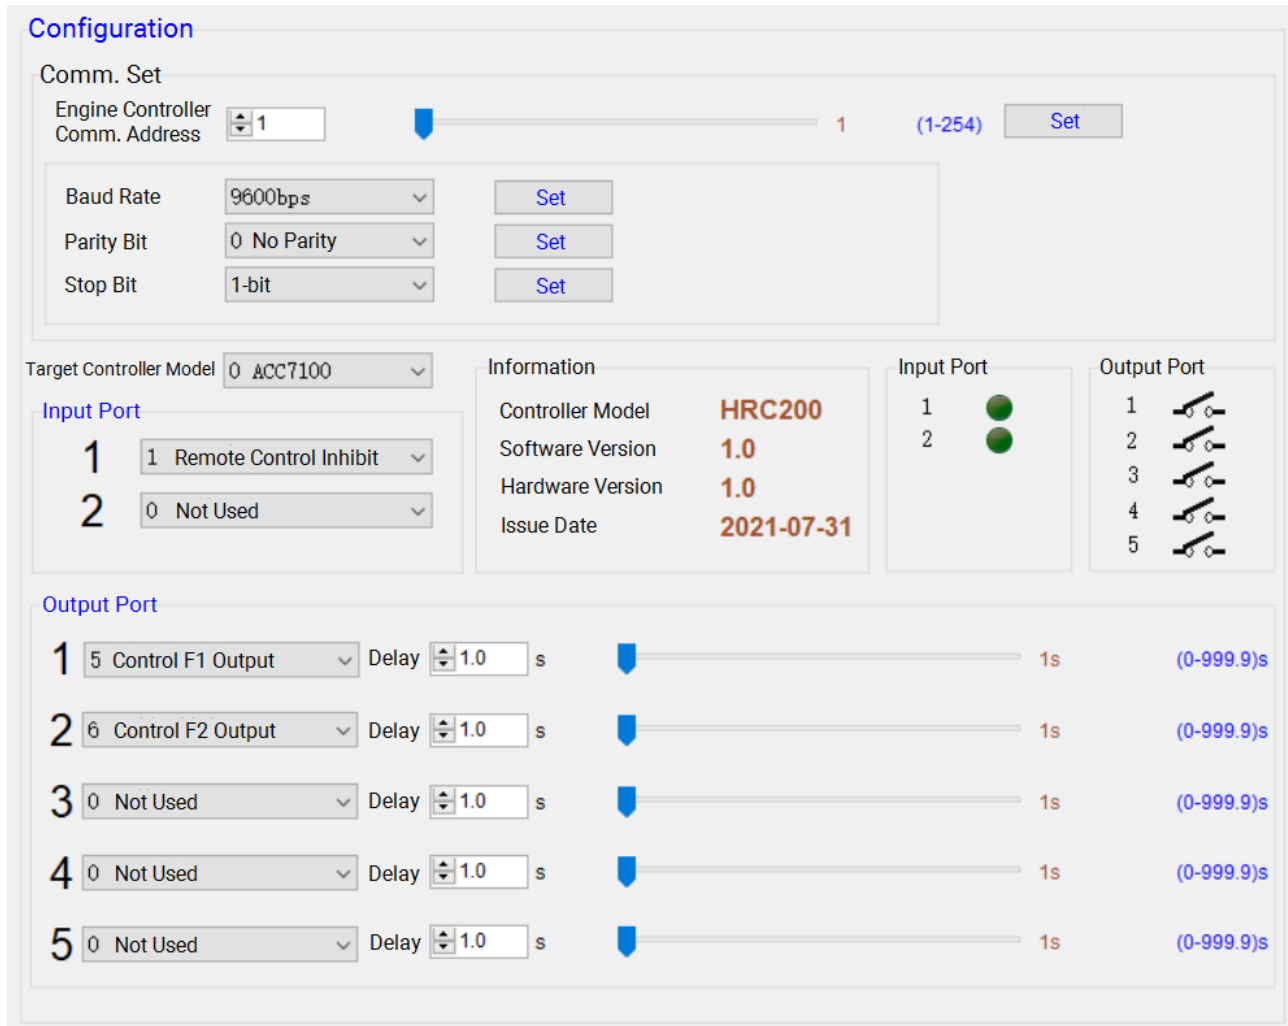 Configuration
Comm. Set
Engine Controller
Comm. Address
1
1
(1-254)
Set
Baud Rate
9600bps
Set
Parity Bit
0 No Parity
Set
Stop Bit
1-bit
Set
Target Controller Model
0 ACC7100
Input Port
1
1 Remote Control Inhibit
2
0 Not Used
Information
Controller Model
HRC200
Software Version
1.0
Hardware Version
1.0
Issue Date
2021-07-31
Input Port
1
2
Output Port
1
2
3
4
5
Output Port
1 5 Control F1 Output Delay 1.0 s 1s (0-999.9)s
2 6 Control F2 Output Delay 1.0 s 1s (0-999.9)s
3 0 Not Used Delay 1.0 s 1s (0-999.9)s
4 0 Not Used Delay 1.0 s 1s (0-999.9)s
5 0 Not Used Delay 1.0 s 1s (0-999.9)s